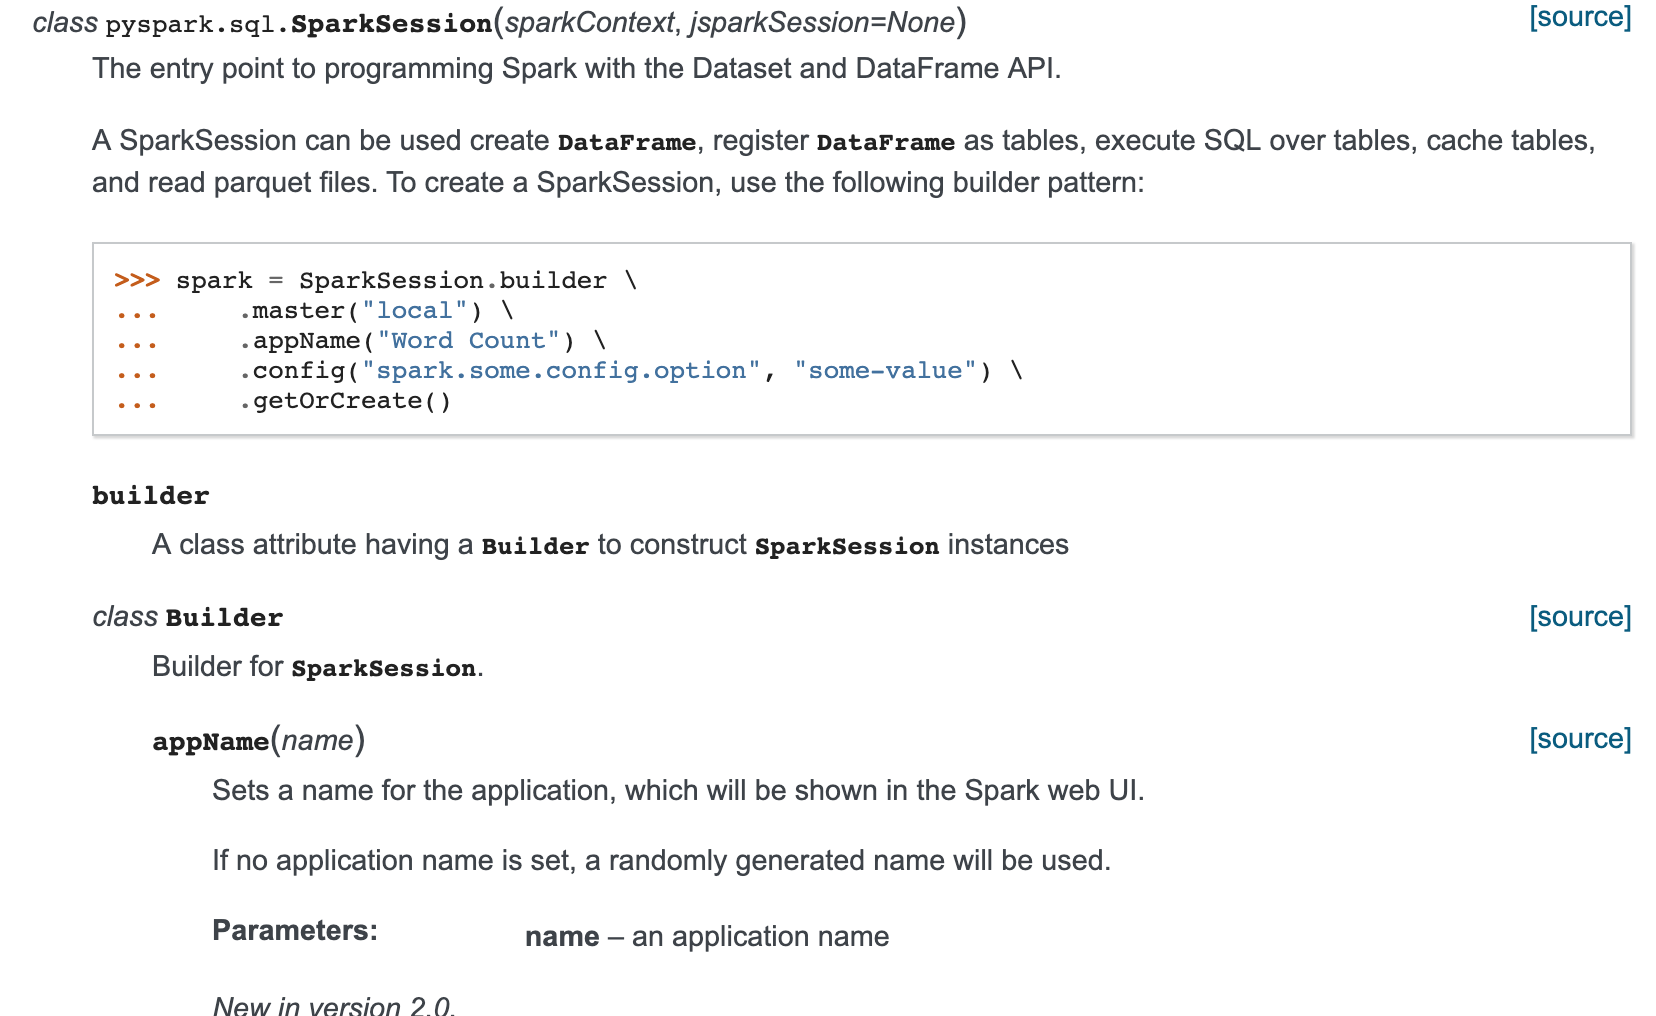 class pyspark.sql.SparkSession(sparkContext, jsparkSession=None) [source]
The entry point to programming Spark with the Dataset and DataFrame API.
A SparkSession can be used create DataFrame, register DataFrame as tables, execute SQL over tables, cache tables,
and read parquet files. To create a SparkSession, use the following builder pattern:
>>> spark = SparkSession.builder \
...     .master("local") \
...     .appName("Word Count") \
...     .config("spark.some.config.option", "some-value") \
...     .getOrCreate()
builder
A class attribute having a Builder to construct SparkSession instances
class Builder [source]
Builder for SparkSession.
appName(name) [source]
Sets a name for the application, which will be shown in the Spark web UI.
If no application name is set, a randomly generated name will be used.
Parameters: name – an application name
New in version 2.0.